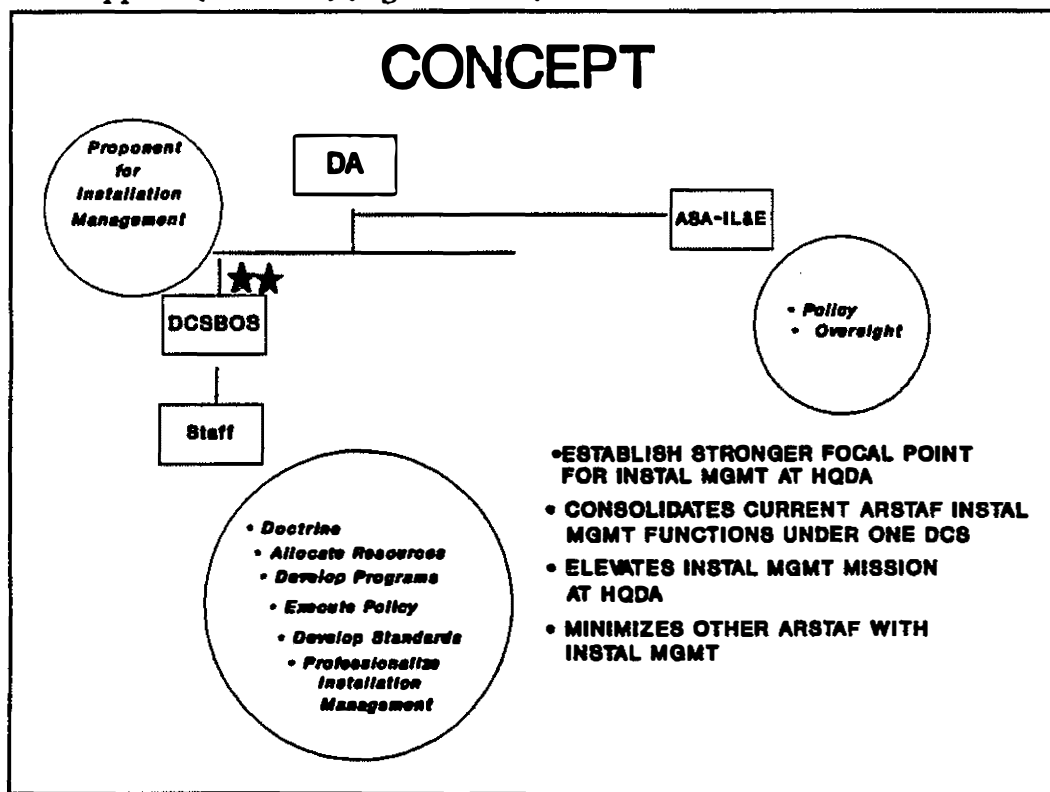 CONCEPT
Proponent
for
Installation
Management
DA
ASA-IL&E
DCSBOS
• Policy
• Oversight
Staff
• Doctrine
• Allocate Resources
• Develop Programs
• Execute Policy
• Develop Standards
• Professionalize
Installation
Management
•ESTABLISH STRONGER FOCAL POINT
FOR INSTAL MGMT AT HQDA
• CONSOLIDATES CURRENT ARSTAF INSTAL
MGMT FUNCTIONS UNDER ONE DCS
• ELEVATES INSTAL MGMT MISSION
AT HQDA
• MINIMIZES OTHER ARSTAF WITH
INSTAL MGMT